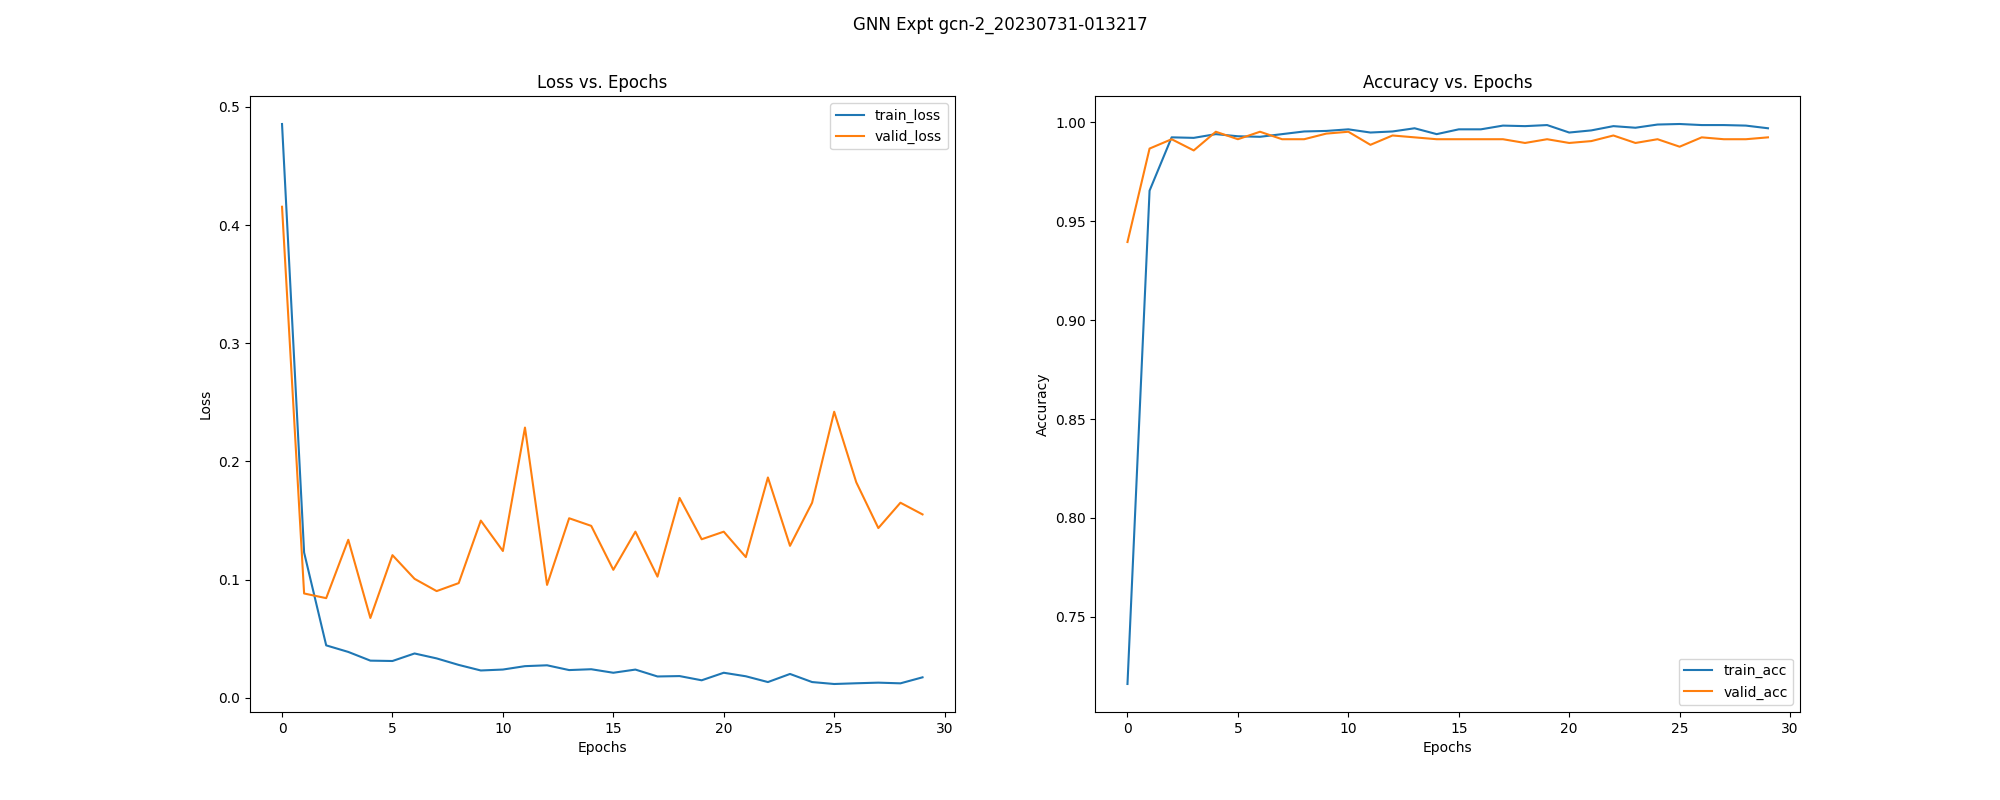 GNN Expt gcn-2_20230731-013217
Loss vs. Epochs
0.5
0.4
0.3
0.2
0.1
0.0
Loss
0 5 10 15 20 25 30
Epochs
train_loss
valid_loss
Accuracy vs. Epochs
1.00
0.95
0.90
0.85
0.80
0.75
Accuracy
0 5 10 15 20 25 30
Epochs
train_acc
valid_acc